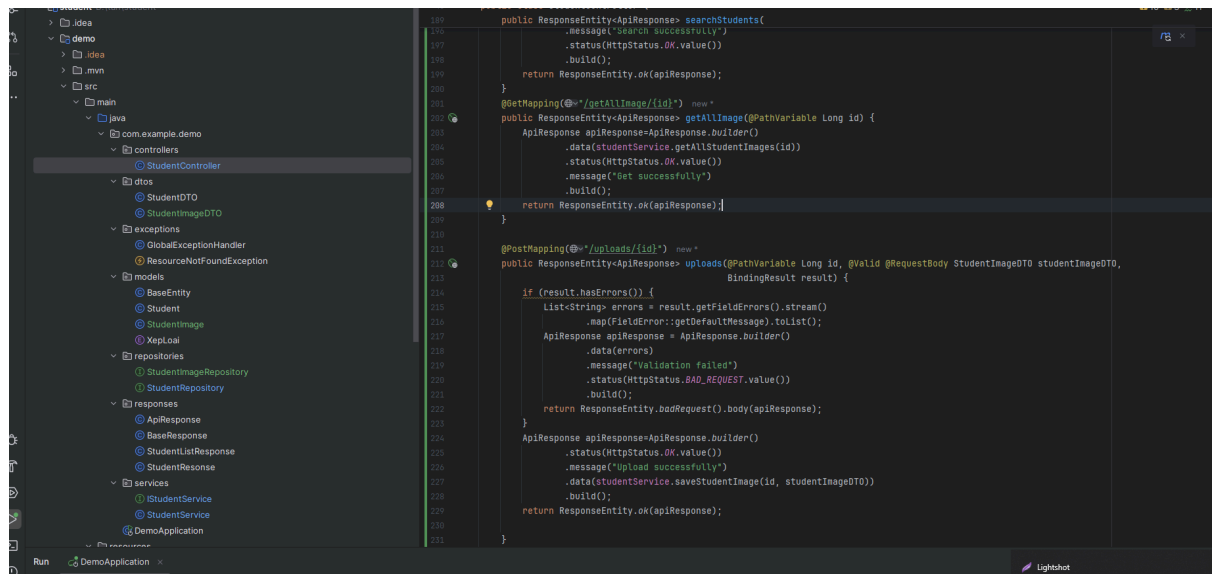 .idea
demo
.idea
.mvn
src
main
java
com.example.demo
controllers
StudentController
dtos
StudentDTO
StudentImageDTO
exceptions
GlobalExceptionHandler
ResourceNotFoundException
models
BaseEntity
Student
StudentImage
XepLoai
repositories
StudentImageRepository
StudentRepository
responses
ApiResponse
BaseResponse
StudentListResponse
StudentResonse
services
IStudentService
StudentService
DemoApplication
resources
189 public ResponseEntity<ApiResponse> searchStudents(
196 .message("Search successfully")
197 .status(HttpStatus.OK.value())
198 .build();
199 return ResponseEntity.ok(apiResponse);
200 }
201 @GetMapping("/getAllImage/{id}") new *
202 public ResponseEntity<ApiResponse> getAllImage(@PathVariable Long id) {
203 ApiResponse apiResponse=ApiResponse.builder()
204 .data(studentService.getAllStudentImages(id))
205 .status(HttpStatus.OK.value())
206 .message("Get successfully")
207 .build();
208 return ResponseEntity.ok(apiResponse);
209 }
210
211 @PostMapping("/uploads/{id}") new *
212 public ResponseEntity<ApiResponse> uploads(@PathVariable Long id, @Valid @RequestBody StudentImageDTO studentImageDTO,
213 BindingResult result) {
214 if (result.hasErrors()) {
215 List<String> errors = result.getFieldErrors().stream()
216 .map(FieldError::getDefaultMessage).toList();
217 ApiResponse apiResponse = ApiResponse.builder()
218 .data(errors)
219 .message("Validation failed")
220 .status(HttpStatus.BAD_REQUEST.value())
221 .build();
222 return ResponseEntity.badRequest().body(apiResponse);
223 }
224 ApiResponse apiResponse=ApiResponse.builder()
225 .status(HttpStatus.OK.value())
226 .message("Upload successfully")
227 .data(studentService.saveStudentImage(id, studentImageDTO))
228 .build();
229 return ResponseEntity.ok(apiResponse);
230
231 }
Run DemoApplication
Lightshot